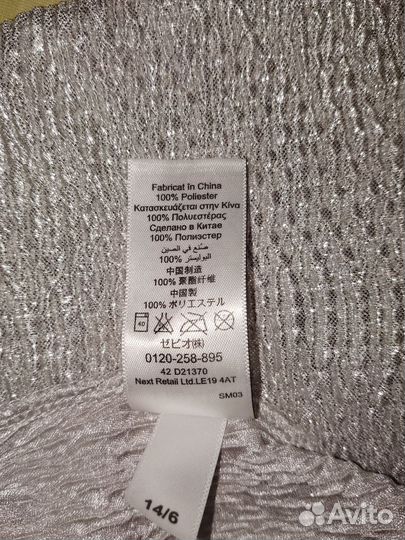 Fabricat în China
100% Poliester
Κατασκευάζεται στην Κίνα
100% Πολυεστέρας
Сделано в Китае
100% Полиэстер
صنع في الصين
100% البوليستر
中国制造
100% 聚酯纤维
中国製
100% ポリエステル
40
ゼビオ(株)
0120-258-895
42 D21370
Next Retail Ltd.LE19 4AT
SM03
14/6
Avito